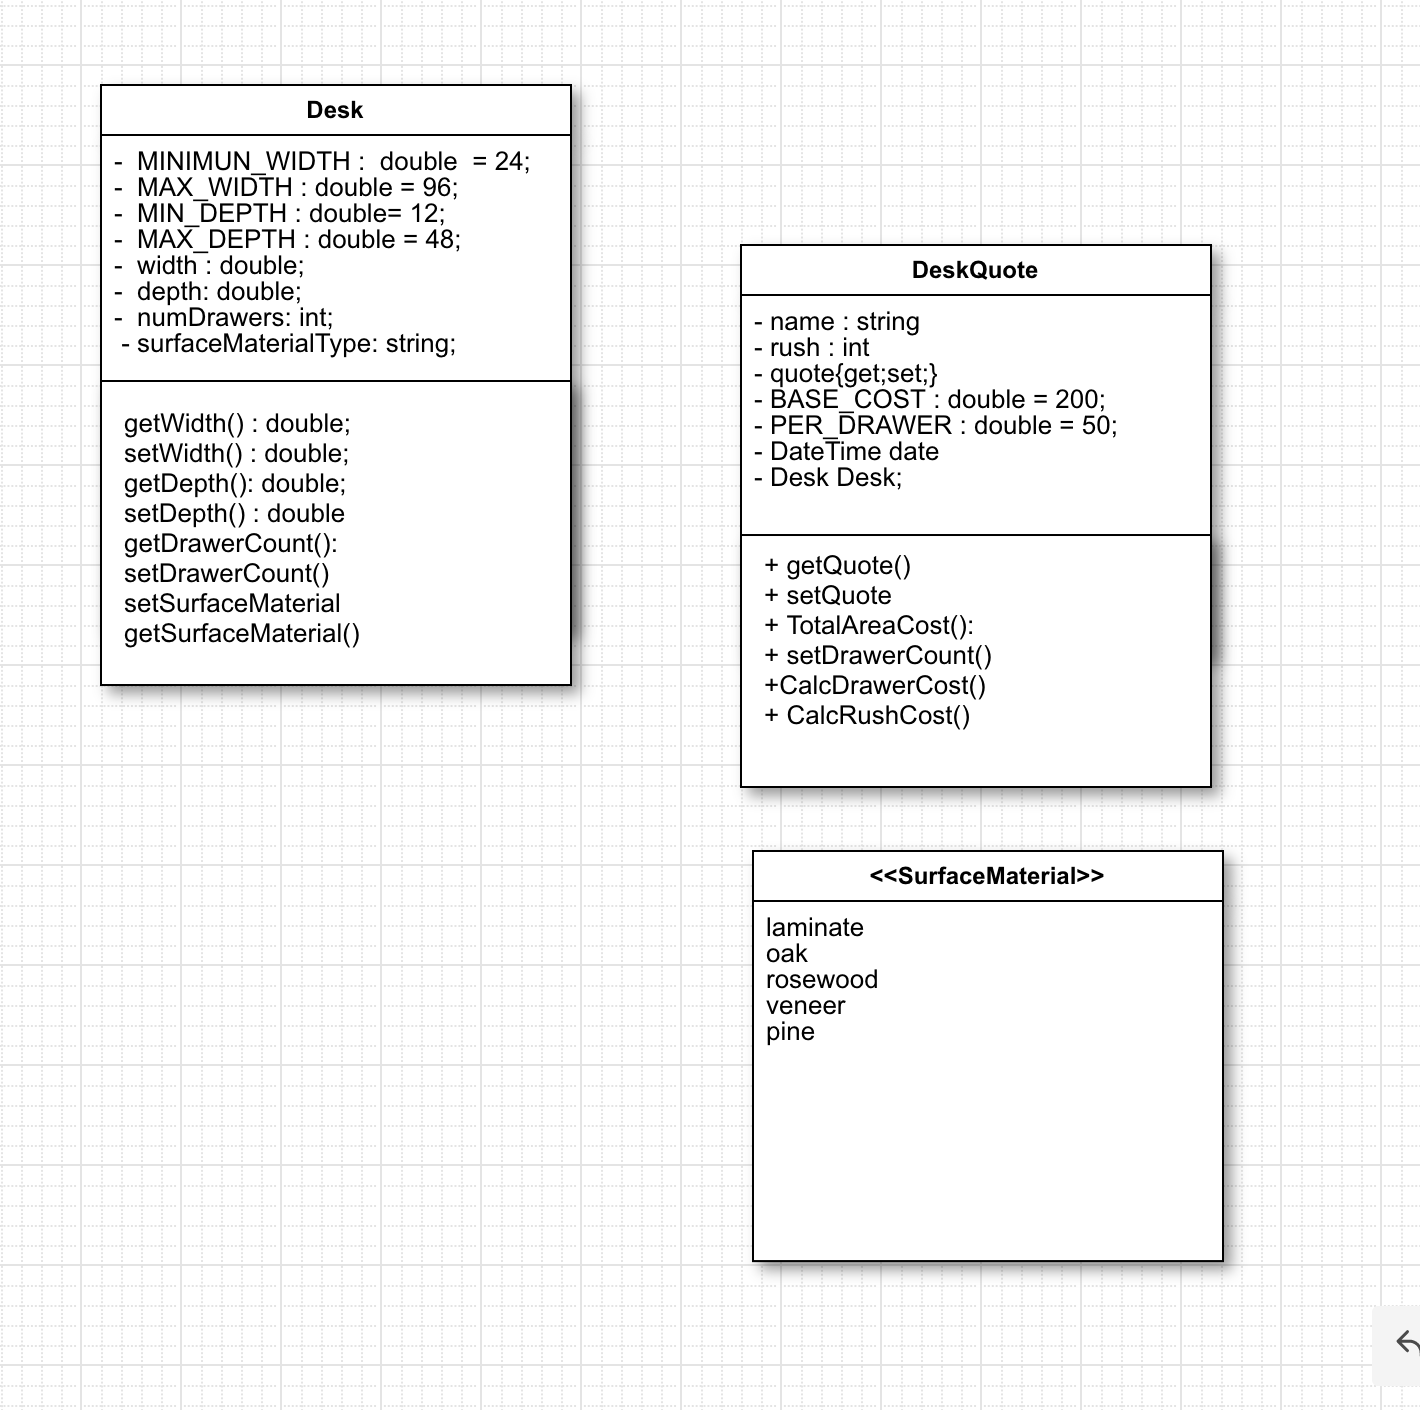 Desk
- MINIMUN_WIDTH : double = 24;
- MAX_WIDTH : double = 96;
- MIN_DEPTH : double= 12;
- MAX_DEPTH : double = 48;
- width : double;
- depth: double;
- numDrawers: int;
- surfaceMaterialType: string;
getWidth() : double;
setWidth() : double;
getDepth(): double;
setDepth() : double
getDrawerCount():
setDrawerCount()
setSurfaceMaterial
getSurfaceMaterial()
DeskQuote
- name : string
- rush : int
- quote{get;set;}
- BASE_COST : double = 200;
- PER_DRAWER : double = 50;
- DateTime date
- Desk Desk;
+ getQuote()
+ setQuote
+ TotalAreaCost():
+ setDrawerCount()
+CalcDrawerCost()
+ CalcRushCost()
<<SurfaceMaterial>>
laminate
oak
rosewood
veneer
pine